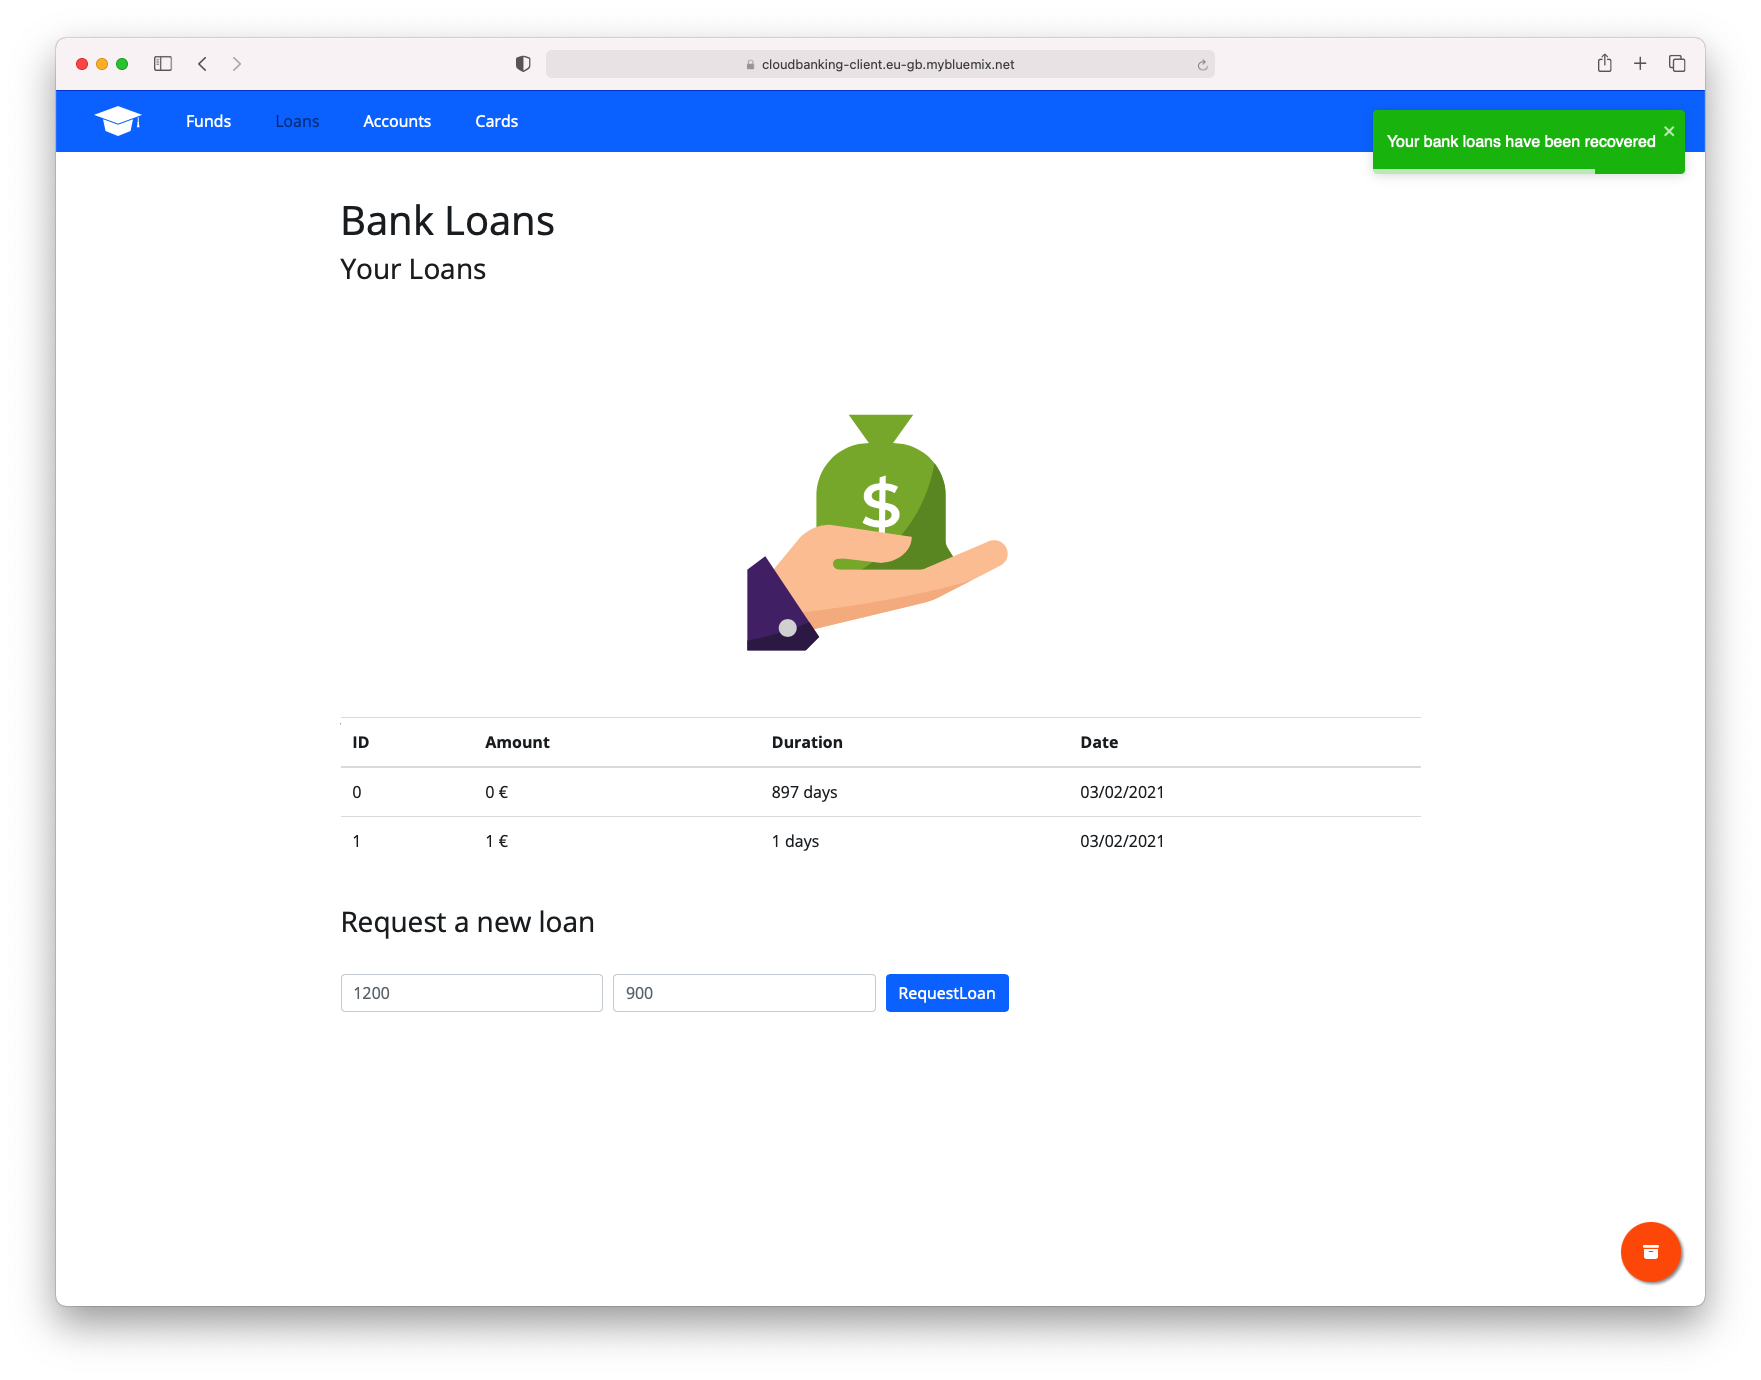 cloudbanking-client.eu-gb.mybluemix.net
Funds Loans Accounts Cards
Your bank loans have been recovered
Bank Loans
Your Loans
$
ID Amount Duration Date
0 0 € 897 days 03/02/2021
1 1 € 1 days 03/02/2021
Request a new loan
1200 900 RequestLoan